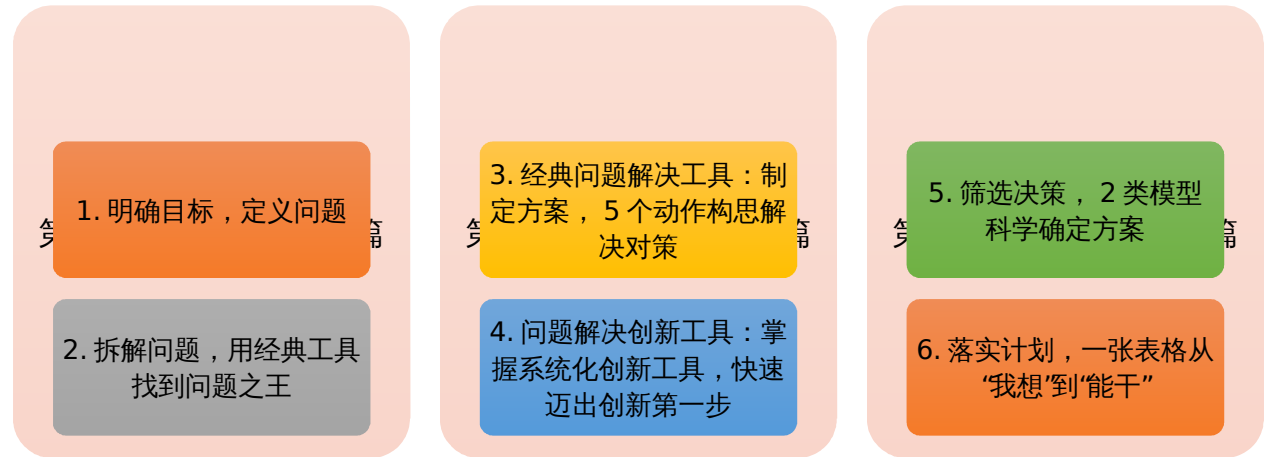 1. 明确目标，定义问题
2. 拆解问题，用经典工具
找到问题之王
3. 经典问题解决工具：制
定方案， 5 个动作构思解
决对策
4. 问题解决创新工具：掌
握系统化创新工具，快速
迈出创新第一步
5. 筛选决策， 2 类模型
科学确定方案
6. 落实计划，一张表格从
“我想”到“能干”